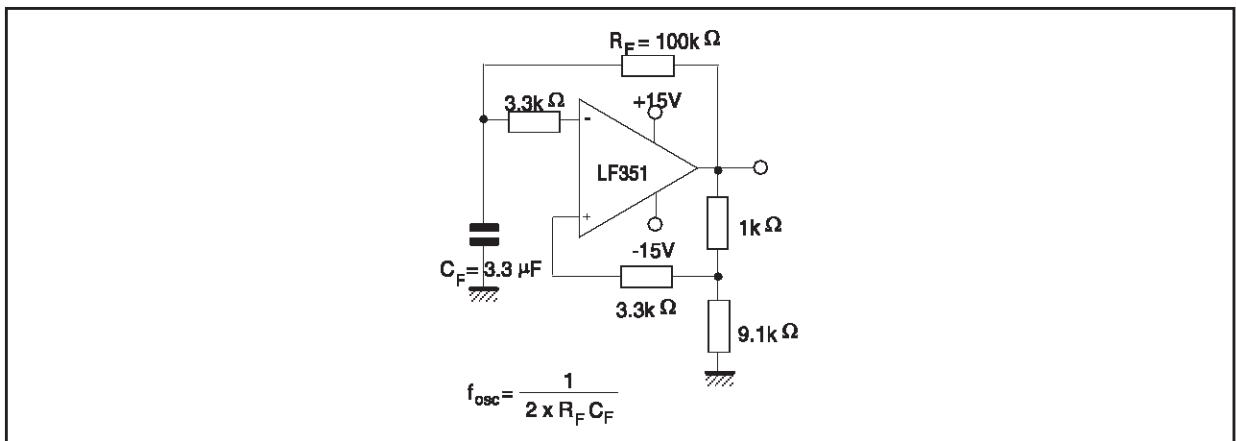 R_F = 100k Ω
3.3k Ω
+15V
-
LF351
+
-15V
1k Ω
C_F = 3.3 µF
3.3k Ω
9.1k Ω
f_osc = 1 / 2 x R_F C_F